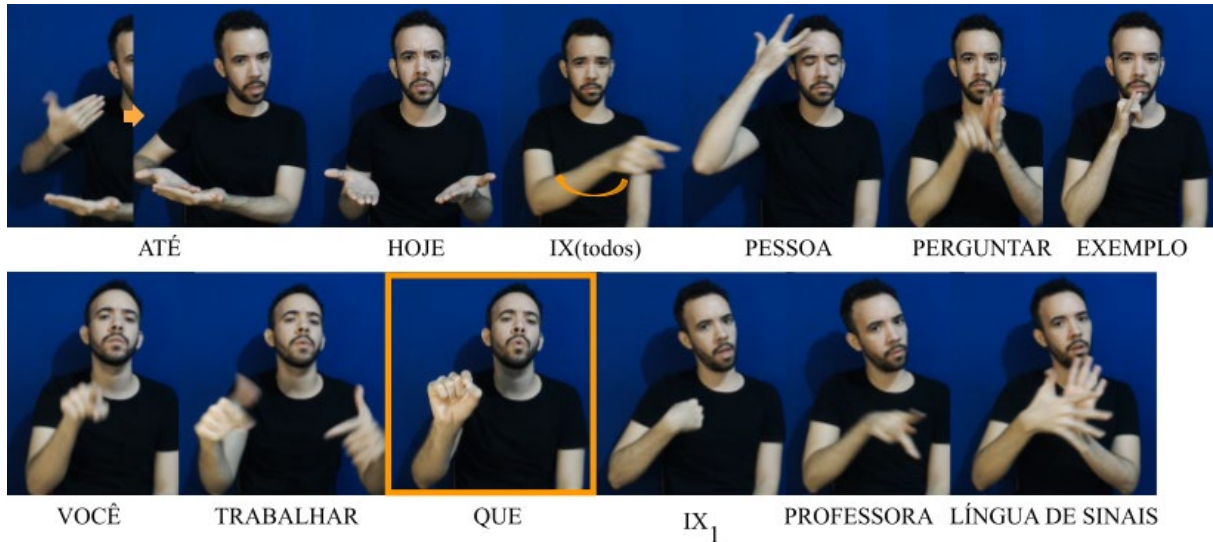 ATÉ HOJE IX(todos) PESSOA PERGUNTAR EXEMPLO
VOCÊ TRABALHAR QUE IX1 PROFESSORA LÍNGUA DE SINAIS